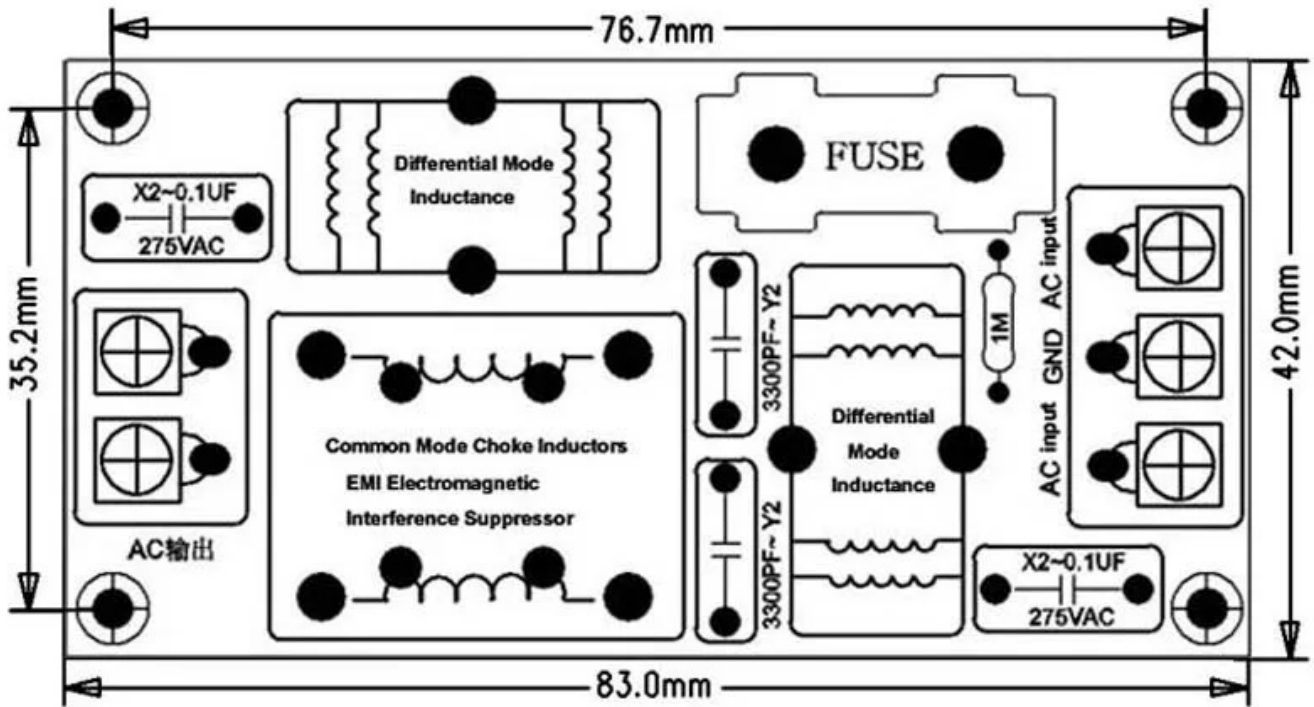 76.7mm
Differential Mode
Inductance
FUSE
X2~0.1UF
275VAC
AC input
GND
AC input
1M
3300PF~ Y2
3300PF~ Y2
35.2mm
42.0mm
Common Mode Choke Inductors
EMI Electromagnetic
Interference Suppressor
Differential
Mode
Inductance
AC输出
X2~0.1UF
275VAC
83.0mm